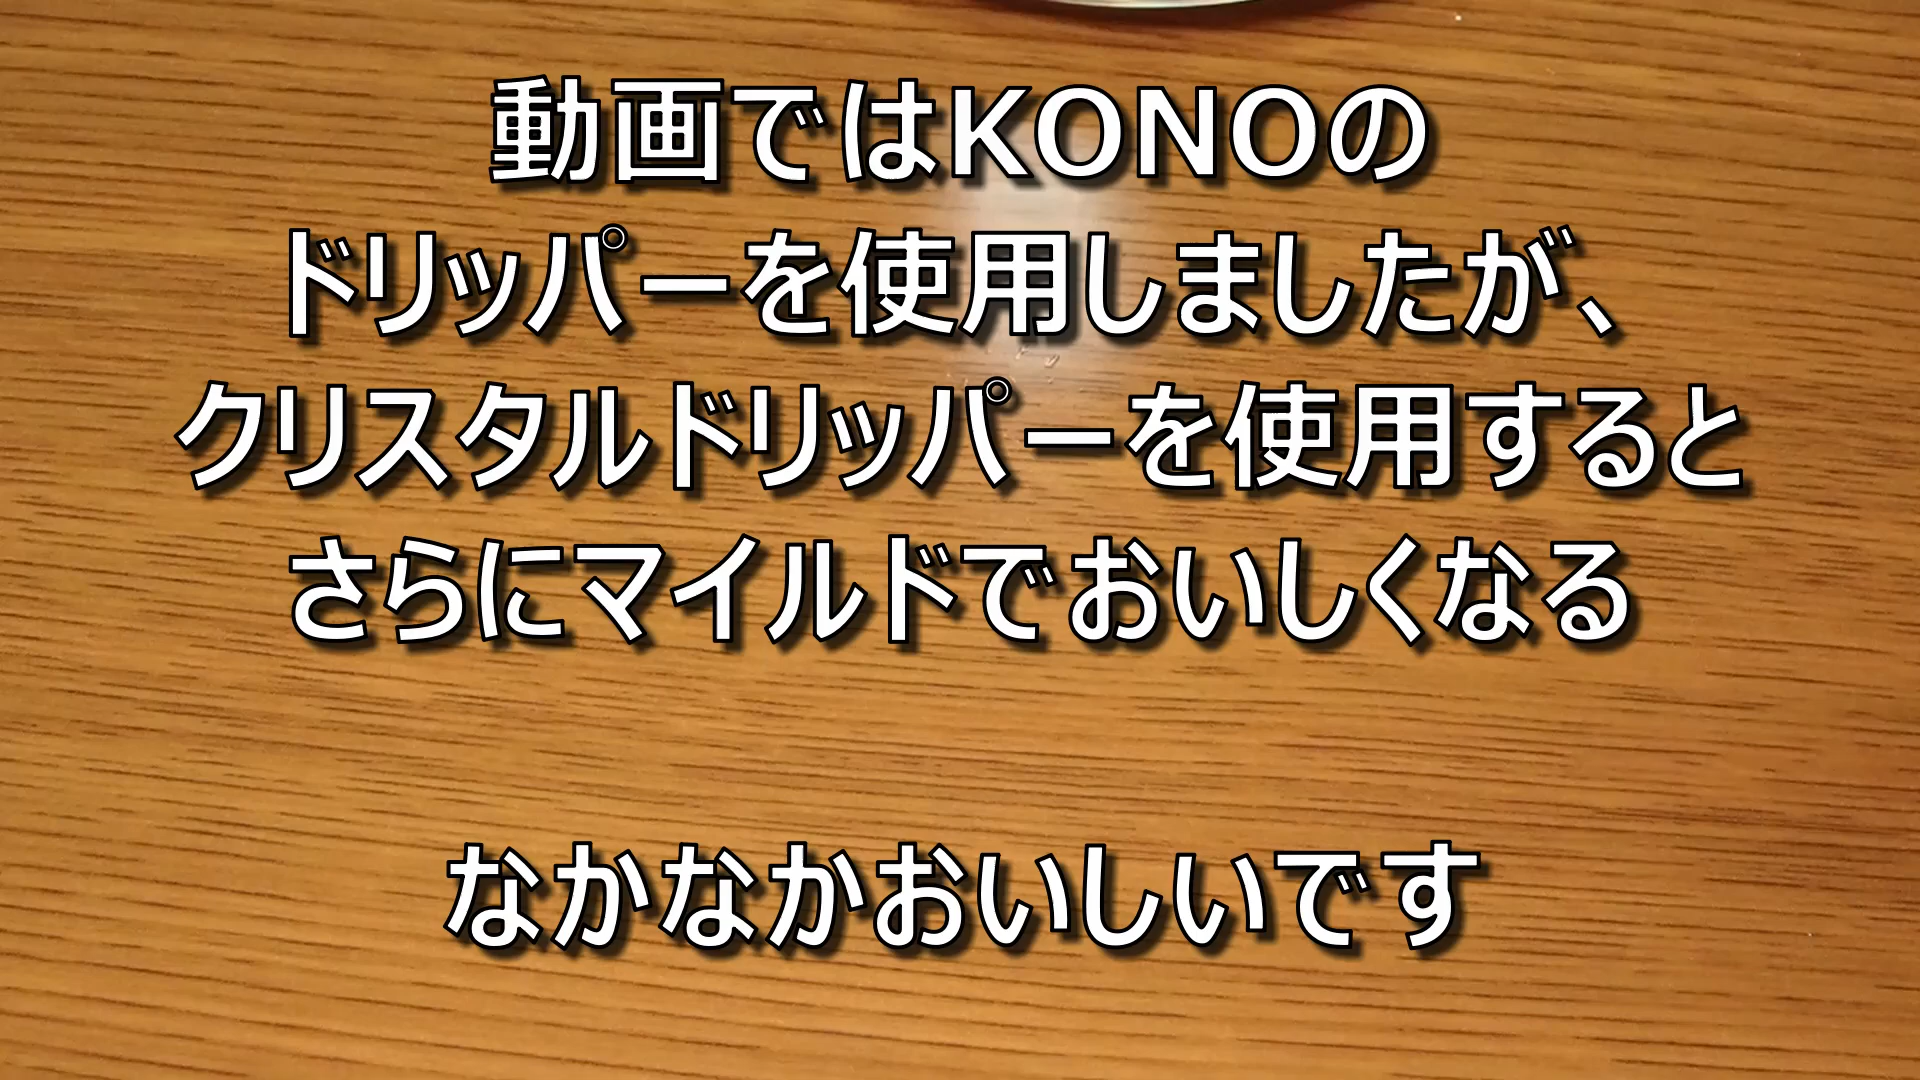 動画ではKONOの
ドリッパーを使用しましたが、
クリスタルドリッパーを使用すると
さらにマイルドでおいしくなる
なかなかおいしいです